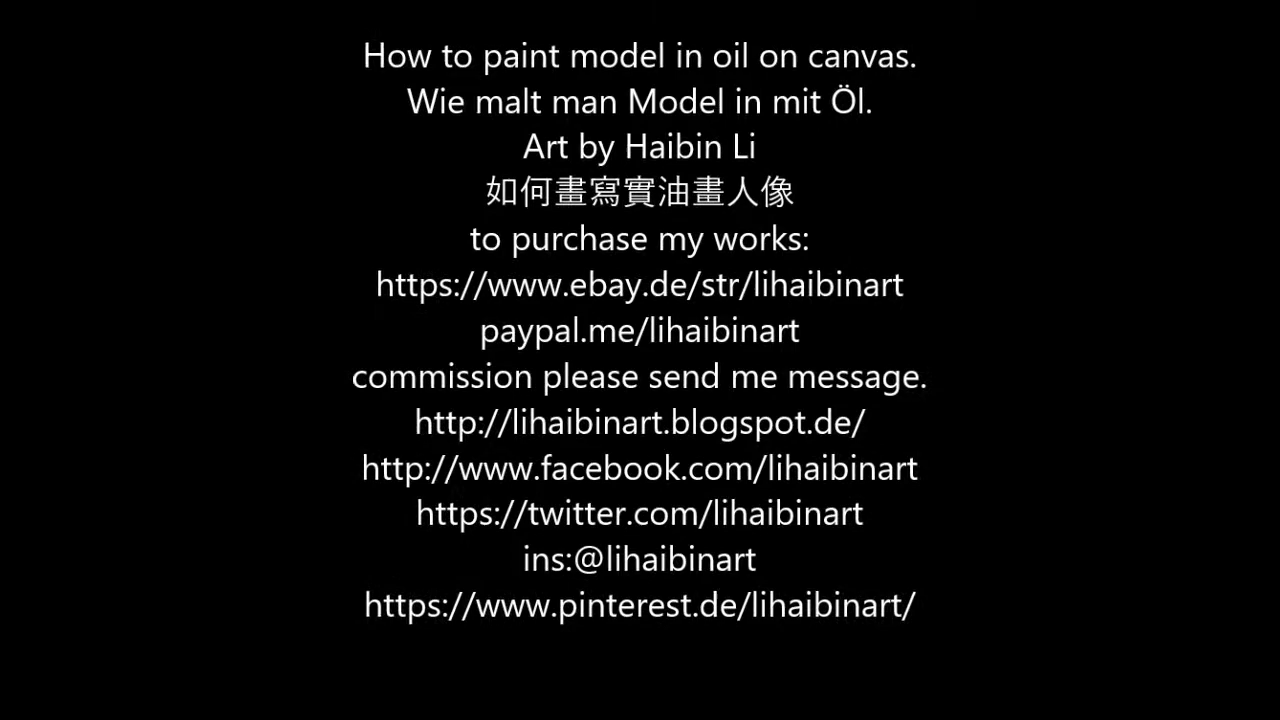 How to paint model in oil on canvas.
Wie malt man Model in mit Öl.
Art by Haibin Li
如何畫寫實油畫人像
to purchase my works:
https://www.ebay.de/str/lihaibinart
paypal.me/lihaibinart
commission please send me message.
http://lihaibinart.blogspot.de/
http://www.facebook.com/lihaibinart
https://twitter.com/lihaibinart
ins:@lihaibinart
https://www.pinterest.de/lihaibinart/